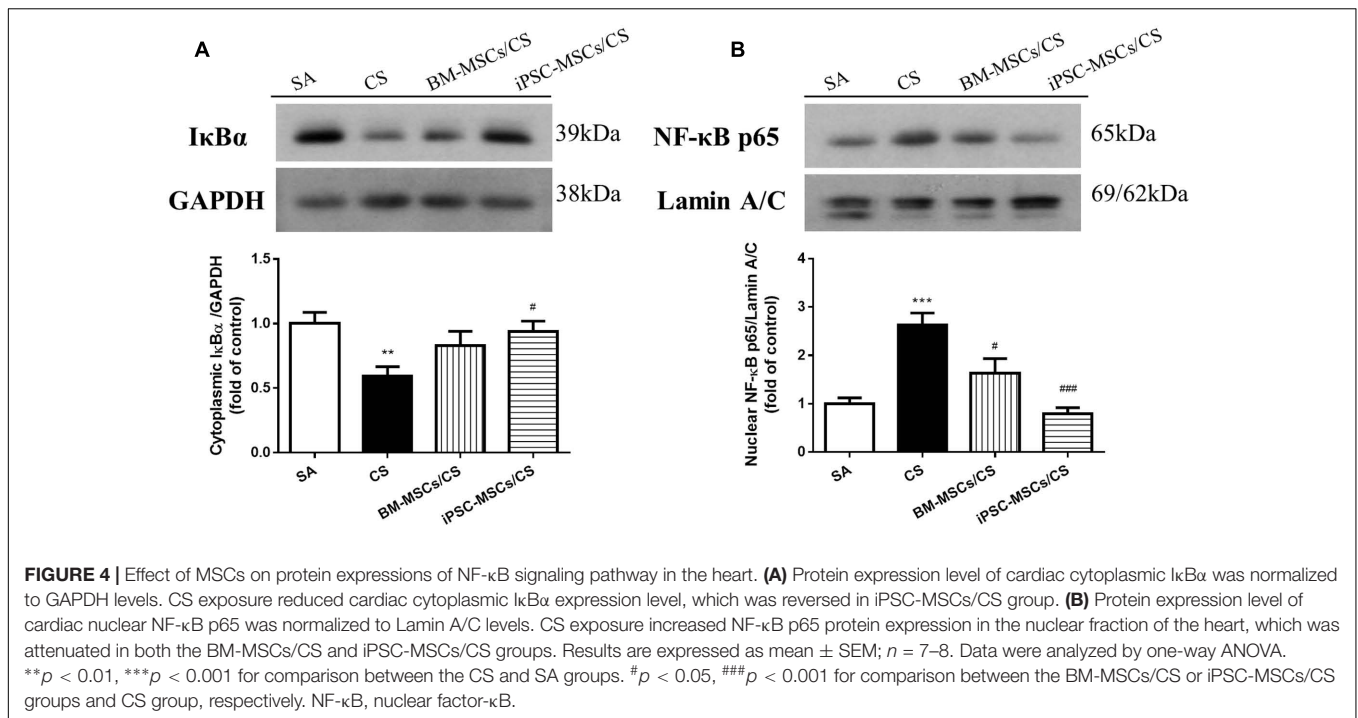 A
SA CS BM-MSCs/CS iPSC-MSCs/CS
IκBα 39kDa
GAPDH 38kDa
Cytoplasmic IκBα /GAPDH
(fold of control)
1.5
1.0
0.5
0.0
** #
SA CS BM-MSCs/CS iPSC-MSCs/CS
B
SA CS BM-MSCs/CS iPSC-MSCs/CS
NF-κB p65 65kDa
Lamin A/C 69/62kDa
Nuclear NF-κB p65/Lamin A/C
(fold of control)
4
3
2
1
0
*** # ###
SA CS BM-MSCs/CS iPSC-MSCs/CS
FIGURE 4 | Effect of MSCs on protein expressions of NF-κB signaling pathway in the heart. (A) Protein expression level of cardiac cytoplasmic IκBα was normalized
to GAPDH levels. CS exposure reduced cardiac cytoplasmic IκBα expression level, which was reversed in iPSC-MSCs/CS group. (B) Protein expression level of
cardiac nuclear NF-κB p65 was normalized to Lamin A/C levels. CS exposure increased NF-κB p65 protein expression in the nuclear fraction of the heart, which was
attenuated in both the BM-MSCs/CS and iPSC-MSCs/CS groups. Results are expressed as mean ± SEM; n = 7–8. Data were analyzed by one-way ANOVA.
**p < 0.01, ***p < 0.001 for comparison between the CS and SA groups. #p < 0.05, ###p < 0.001 for comparison between the BM-MSCs/CS or iPSC-MSCs/CS
groups and CS group, respectively. NF-κB, nuclear factor-κB.